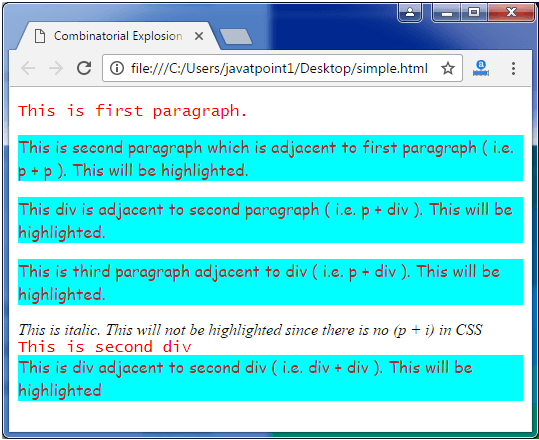 Combinatorial Explosion
file:///C:/Users/javatpoint1/Desktop/simple.html
a
This is first paragraph.
This is second paragraph which is adjacent to first paragraph ( i.e.
p + p ). This will be highlighted.
This div is adjacent to second paragraph ( i.e. p + div ). This will be
highlighted.
This is third paragraph adjacent to div ( i.e. p + div ). This will be
highlighted.
This is italic. This will not be highlighted since there is no (p + i) in CSS
This is second div
This is div adjacent to second div ( i.e. div + div ). This will be
highlighted